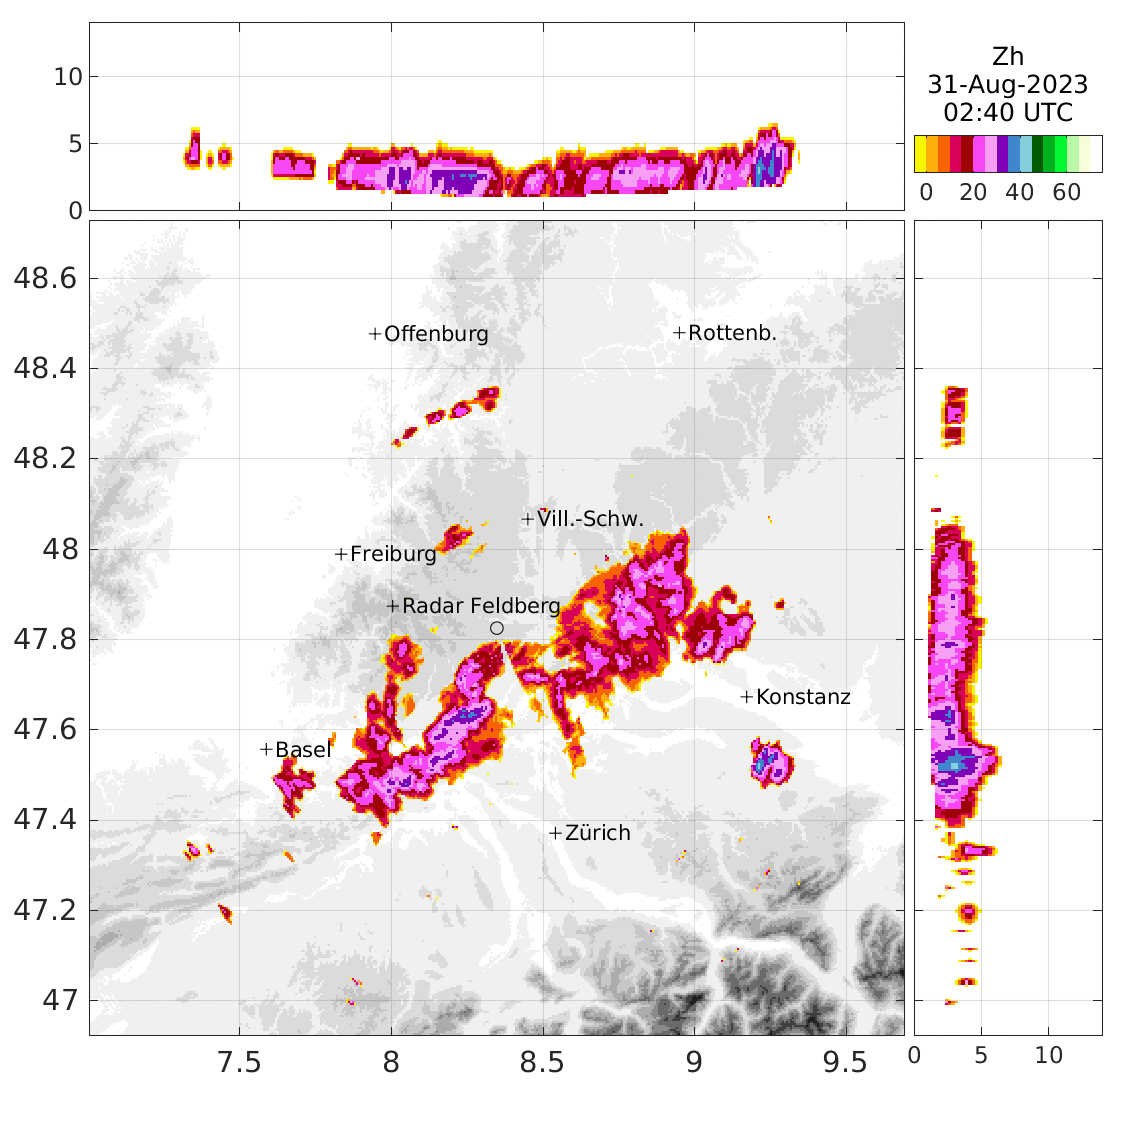 Zh
31-Aug-2023
02:40 UTC
10
5
0
0
20
40
60
48.6
48.4
48.2
48
47.8
47.6
47.4
47.2
47
Offenburg
Rottenb.
Vill.-Schw.
Freiburg
Radar Feldberg
Konstanz
Basel
Zürich
7.5
8
8.5
9
9.5
0
5
10